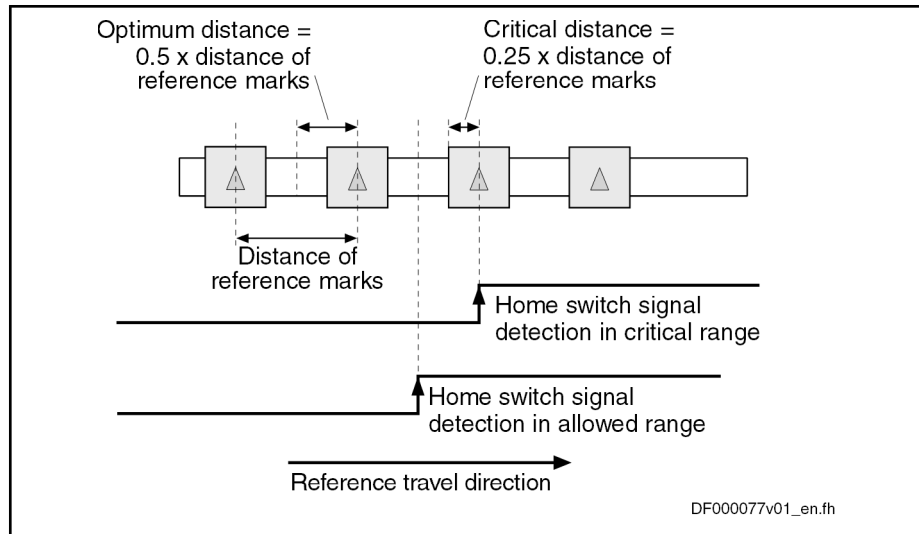 Optimum distance =
0.5 x distance of
reference marks
Critical distance =
0.25 x distance of
reference marks
Distance of
reference marks
Home switch signal
detection in critical range
Home switch signal
detection in allowed range
Reference travel direction
DF000077v01_en.fh